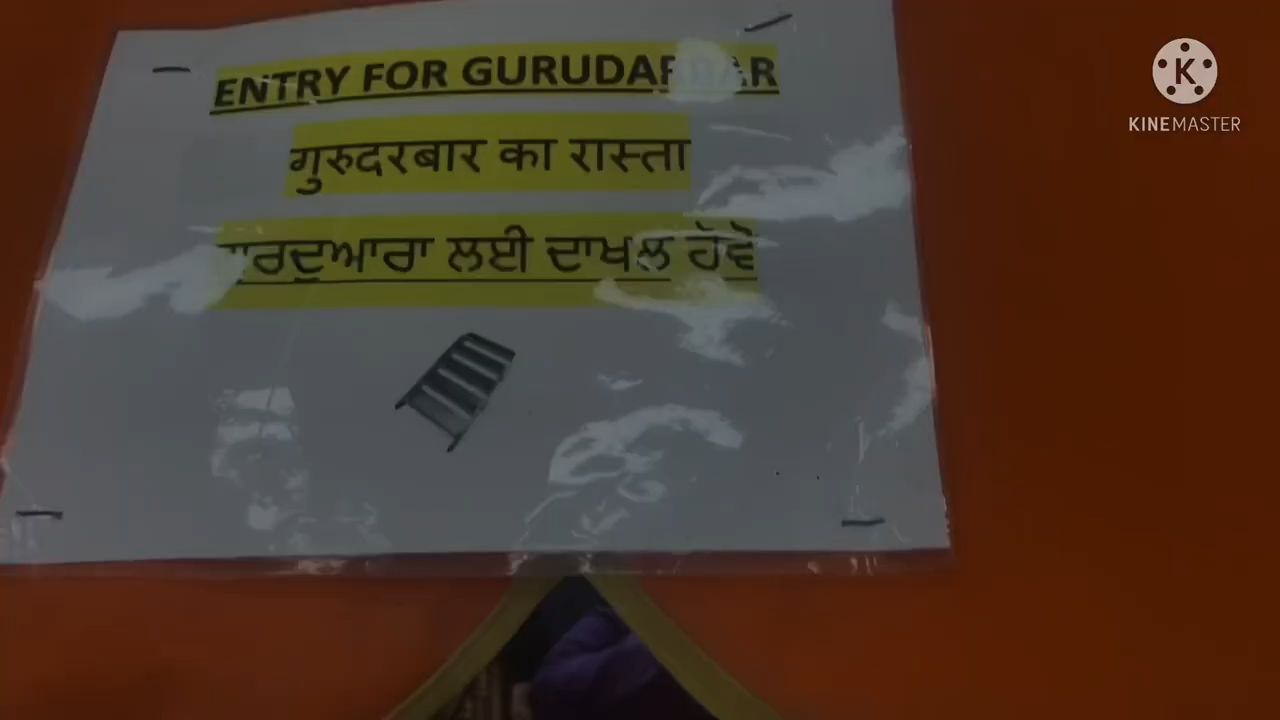 ENTRY FOR GURUDARBAR
गुरुदरबार का रास्ता
ਲਈ ਦਾਖਲ ਹੋਵੋ
KINEMASTER